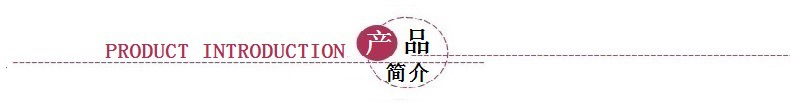 PRODUCT INTRODUCTION
产品
简介